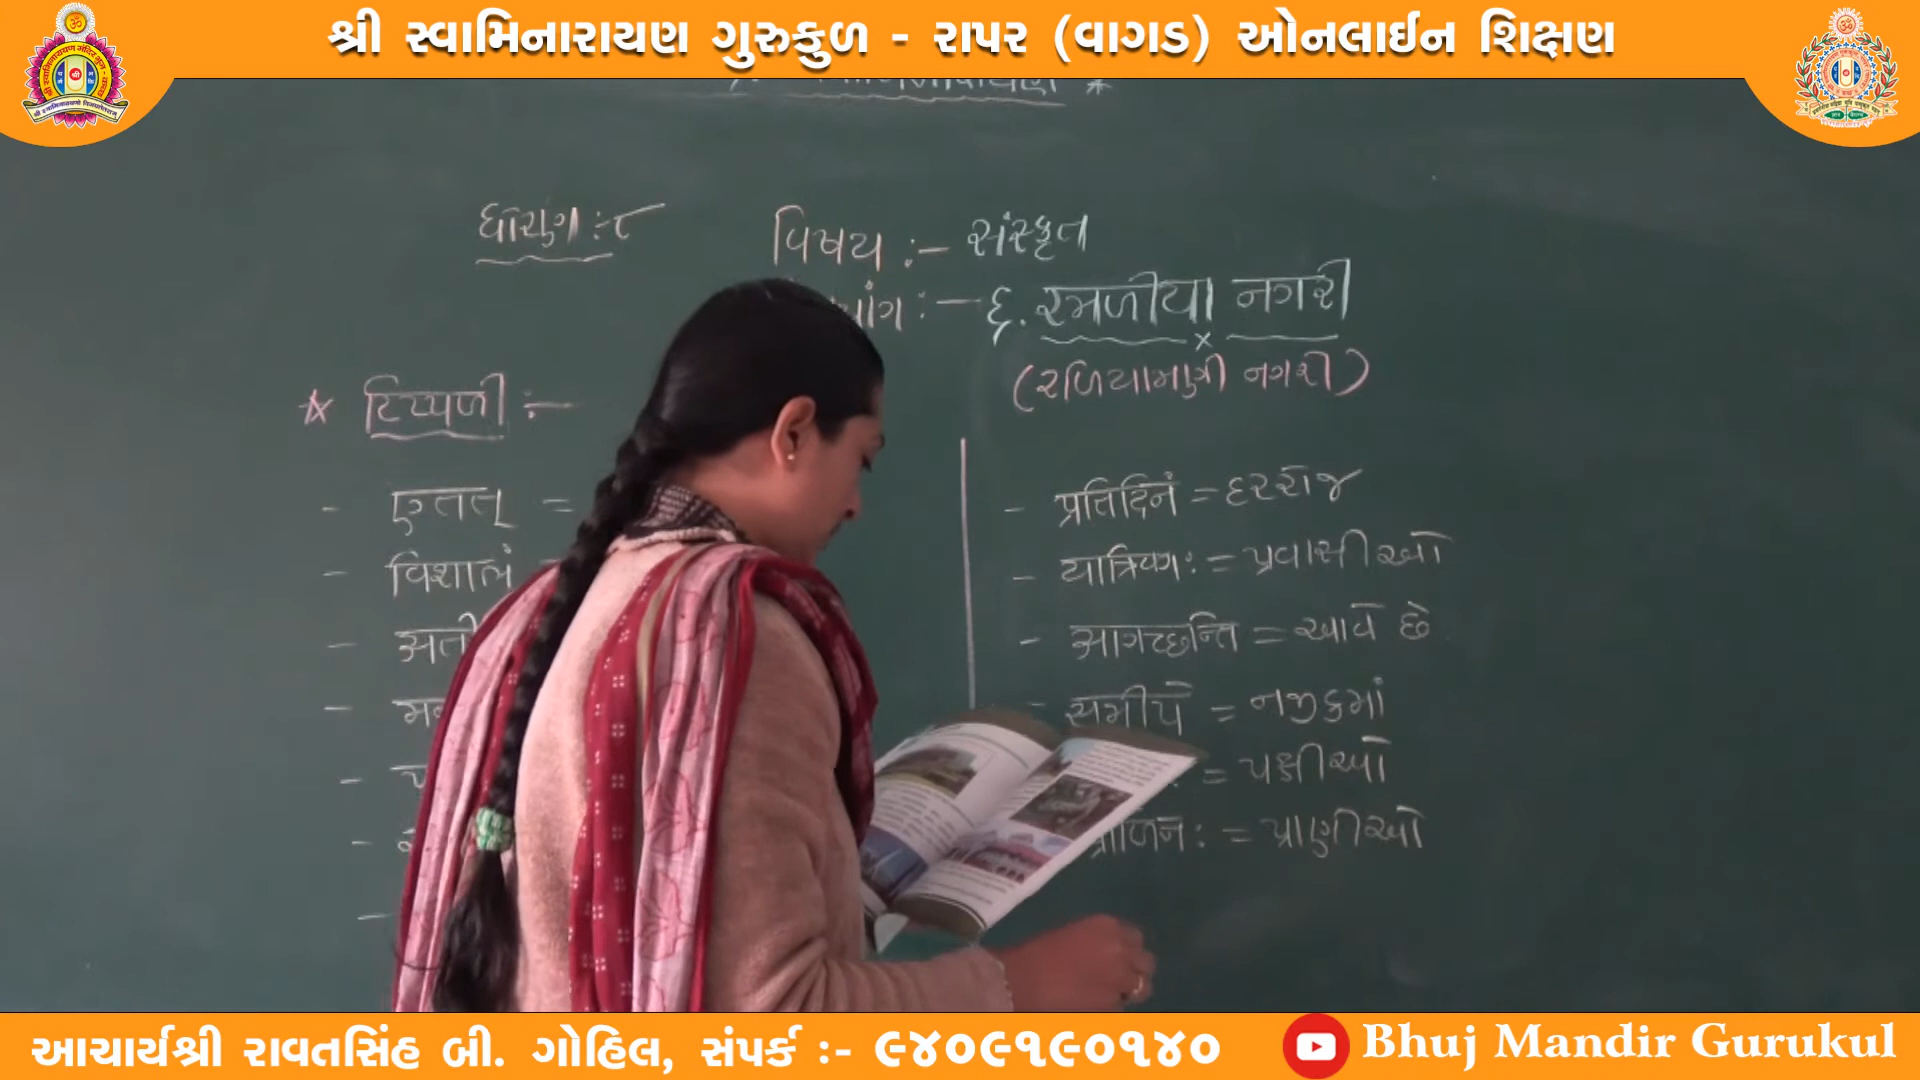 શ્રી સ્વામિનારાયણ ગુરુકુળ - રાપર (વાગડ) ઓનલાઈન શિક્ષણ
ધોરણ :- ૮
વિષય :- સંસ્કૃત
:- ૬. રમણીયા નગરી
(રળિયામણી નગરી)
* टिप्पणी :-
- एतत् =
- विशालं
- प्रतिदिनं = દરરોજ
- यात्रिका: = પ્રવાસીઓ
- आगच्छन्ति = આવે છે
- समीपे = નજીકમાં
= પક્ષીઓ
= પ્રાણીઓ
આચાર્યશ્રી રાવતસિંહ બી. ગોહિલ, સંપર્ક :- ૯૪૦૯૧૯૦૧૪૦
Bhuj Mandir Gurukul